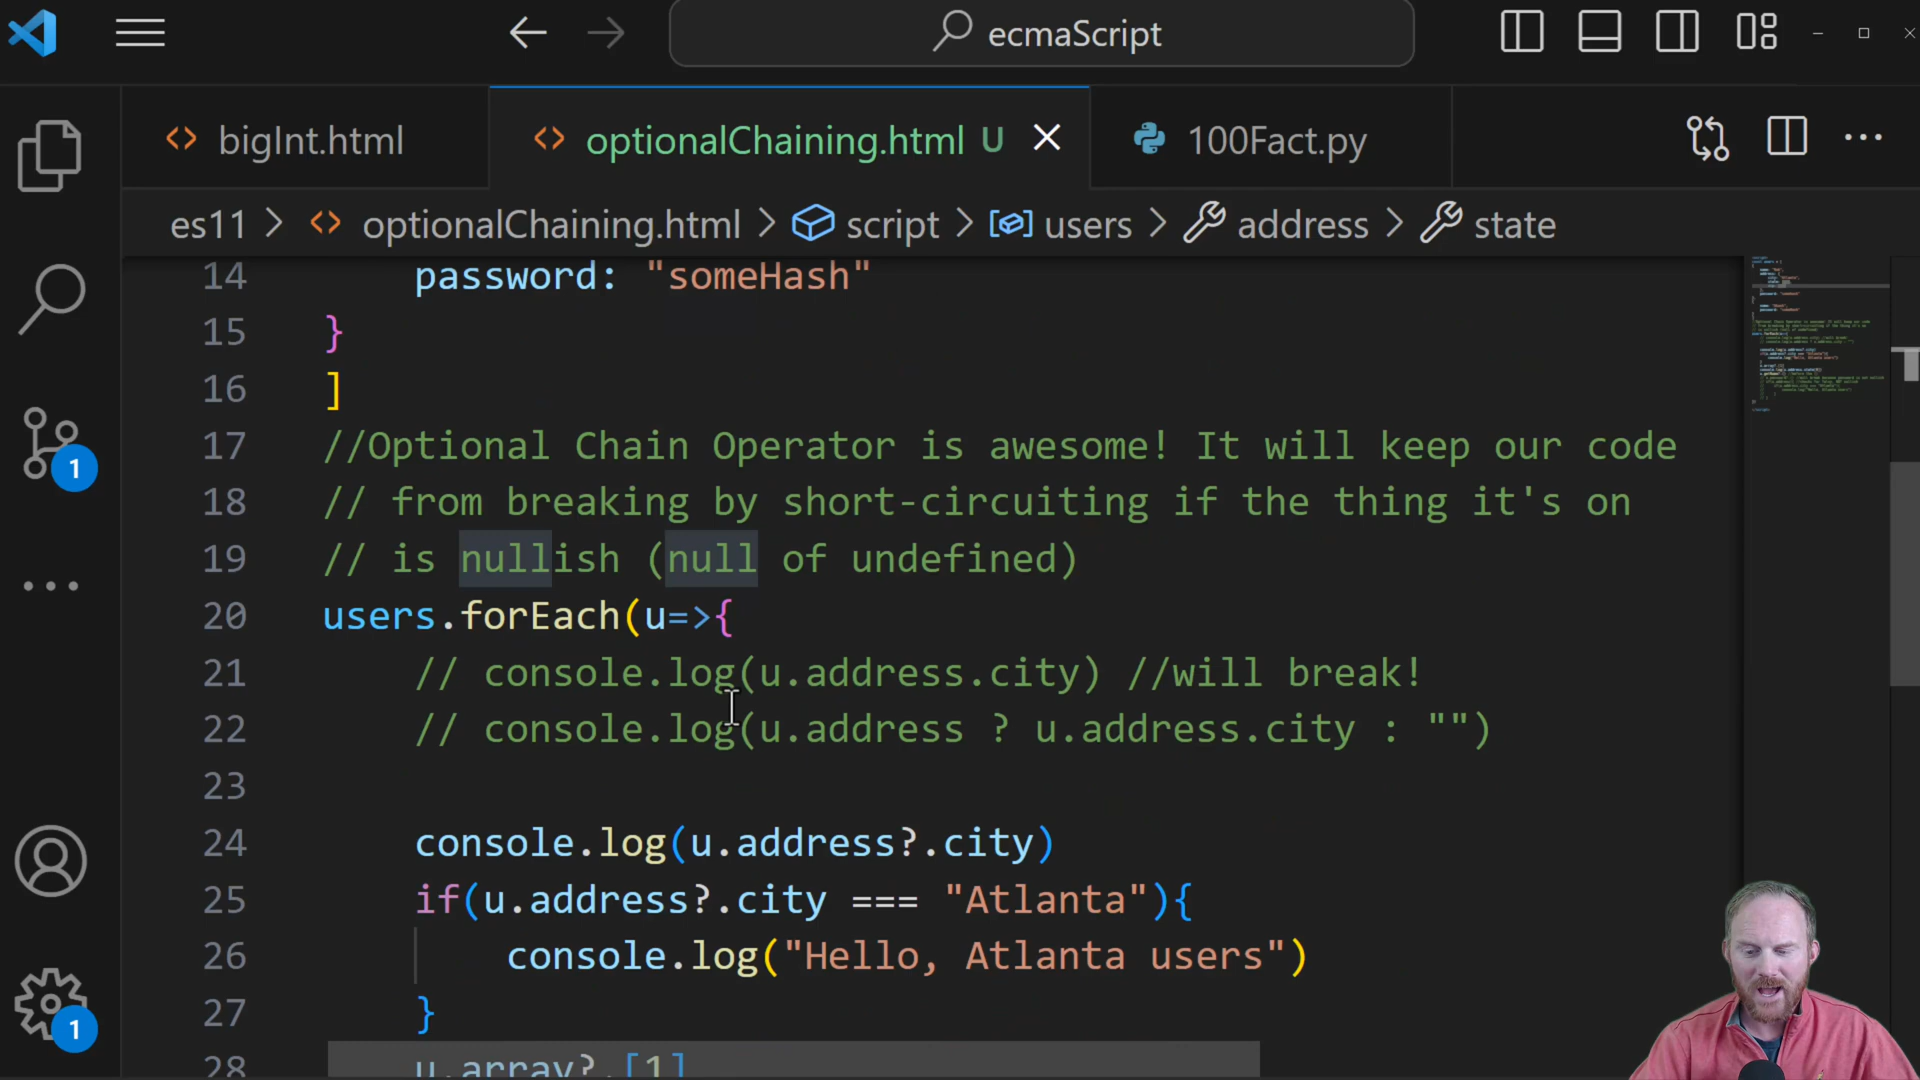 ecmaScript
bigInt.html
optionalChaining.html U
100Fact.py
es11 > optionalChaining.html > script > users > address > state
14 password: "someHash"
15 }
16 ]
17 //Optional Chain Operator is awesome! It will keep our code
18 // from breaking by short-circuiting if the thing it's on
19 // is nullish (null of undefined)
20 users.forEach(u=>{
21 // console.log(u.address.city) //will break!
22 // console.log(u.address ? u.address.city : "")
23
24 console.log(u.address?.city)
25 if(u.address?.city === "Atlanta"){
26 console.log("Hello, Atlanta users")
27 }
28 u.array?.[1]
1
1